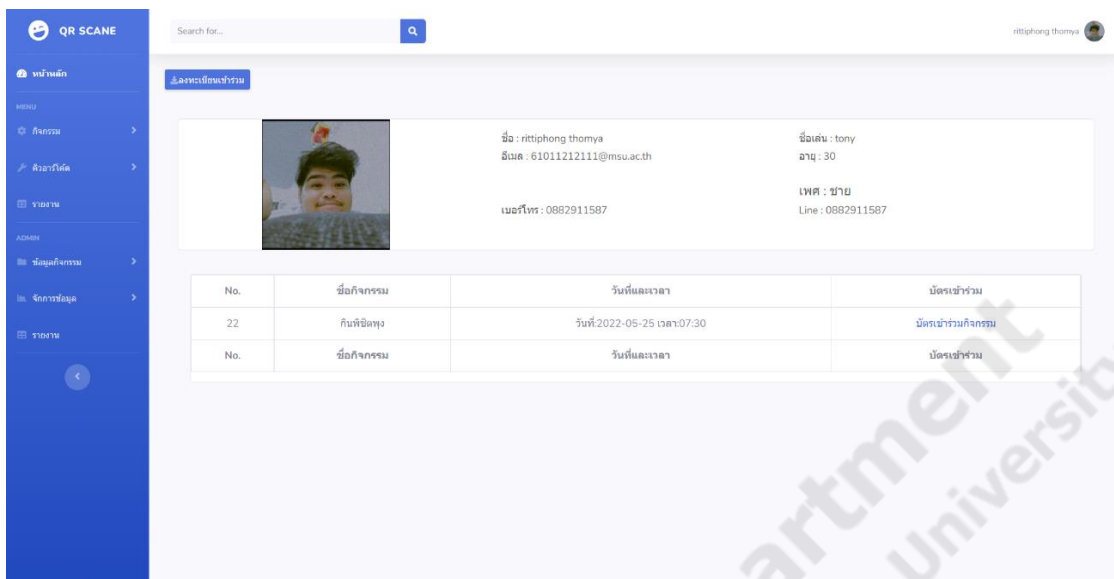 QR SCANE
Search for...
rittiphong thomya
หน้าหลัก
ลงทะเบียนเข้าร่วม
MENU
กิจกรรม
คิวอาร์โค้ด
รายงาน
ADMIN
ข้อมูลกิจกรรม
จัดการข้อมูล
รายงาน
ชื่อ : rittiphong thomya
ชื่อเล่น : tony
อีเมล : 61011212111@msu.ac.th
อายุ : 30
เพศ : ชาย
เบอร์โทร : 0882911587
Line : 0882911587
No. ชื่อกิจกรรม วันที่และเวลา บัตรเข้าร่วม
22 กินพิชิตพุง วันที่:2022-05-25 เวลา:07:30 บัตรเข้าร่วมกิจกรรม
No. ชื่อกิจกรรม วันที่และเวลา บัตรเข้าร่วม
artment
Universit